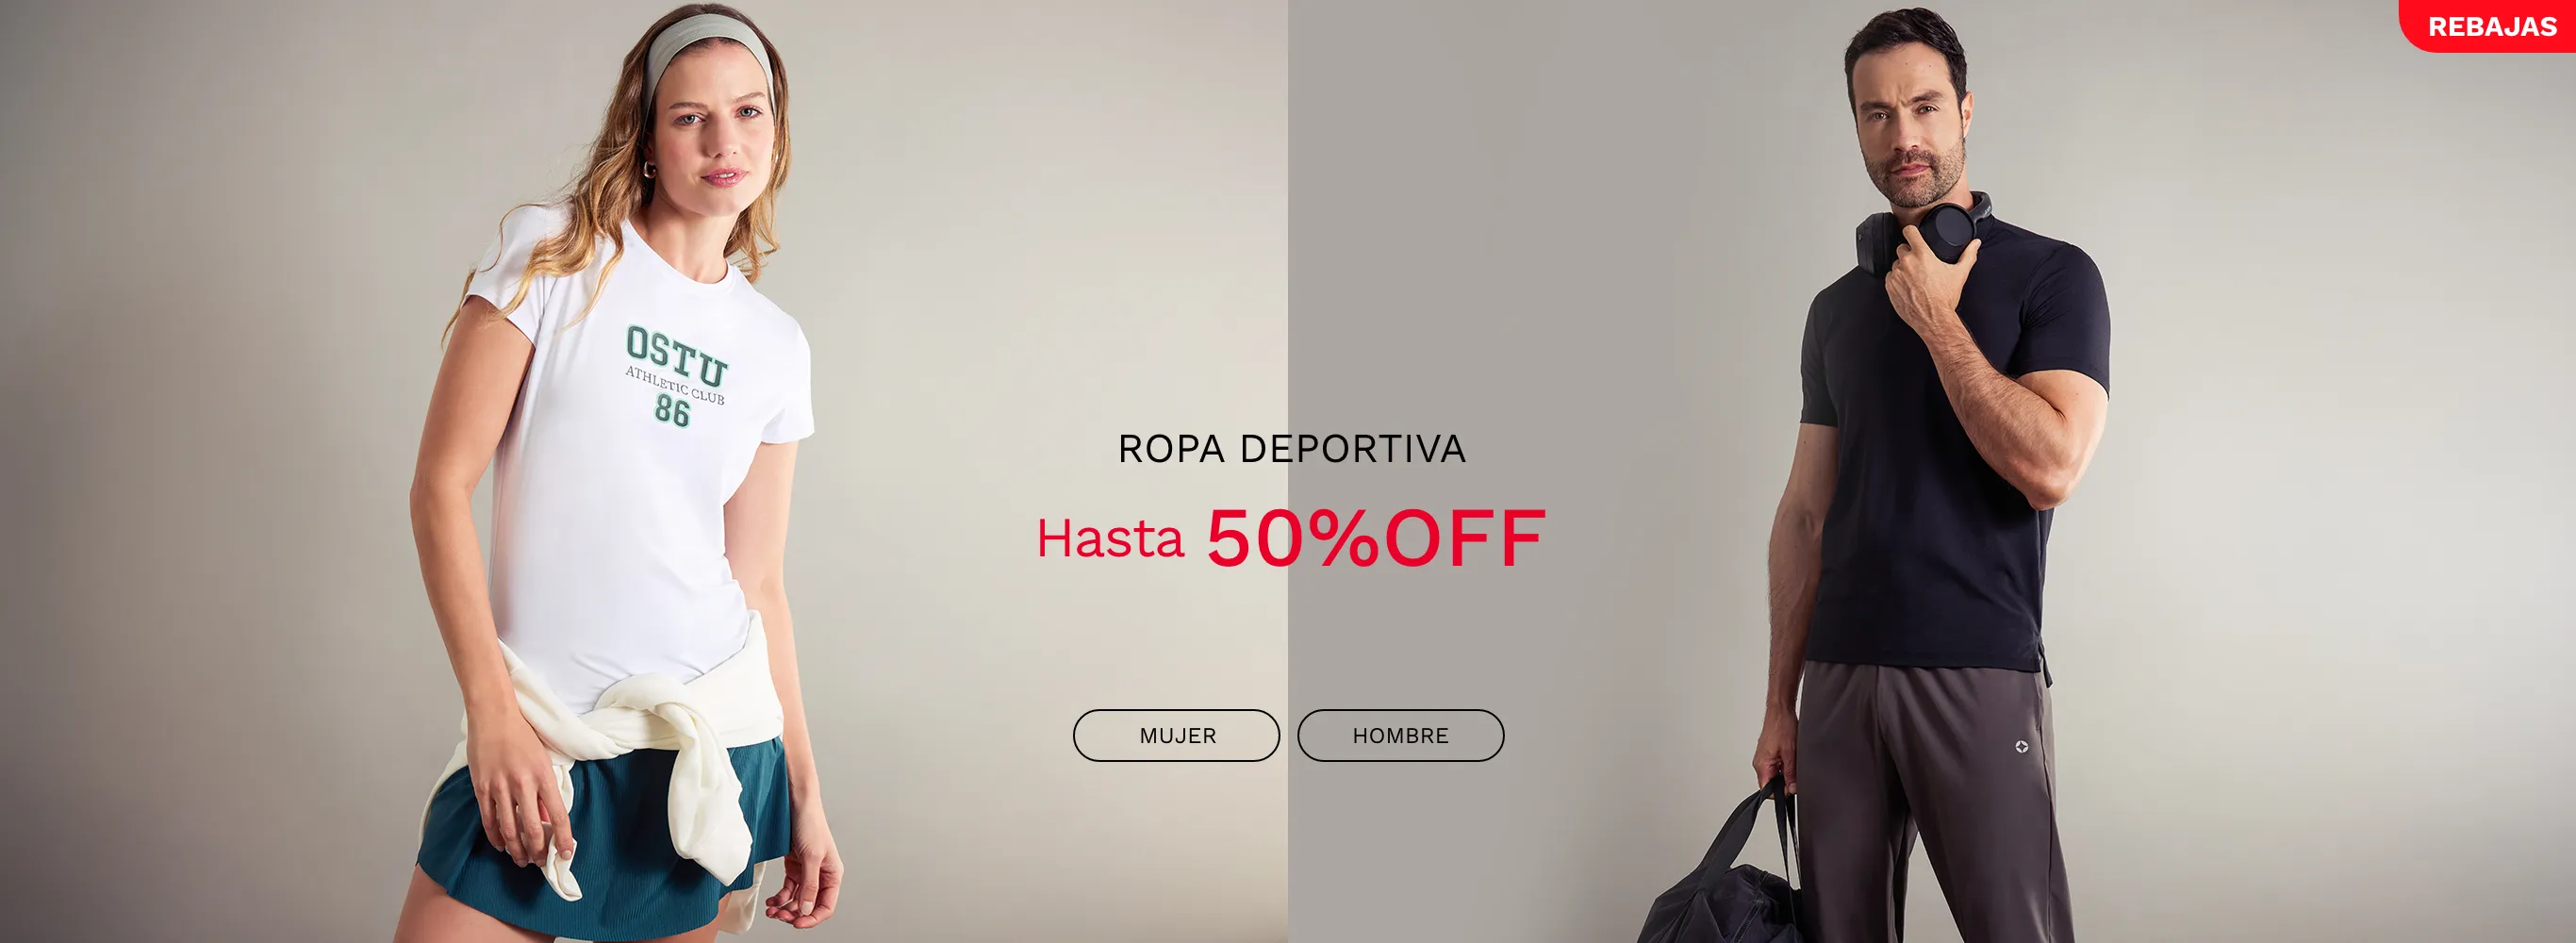 REBAJAS
OSTU
ATHLETIC CLUB
86
ROPA DEPORTIVA
Hasta 50%OFF
MUJER
HOMBRE